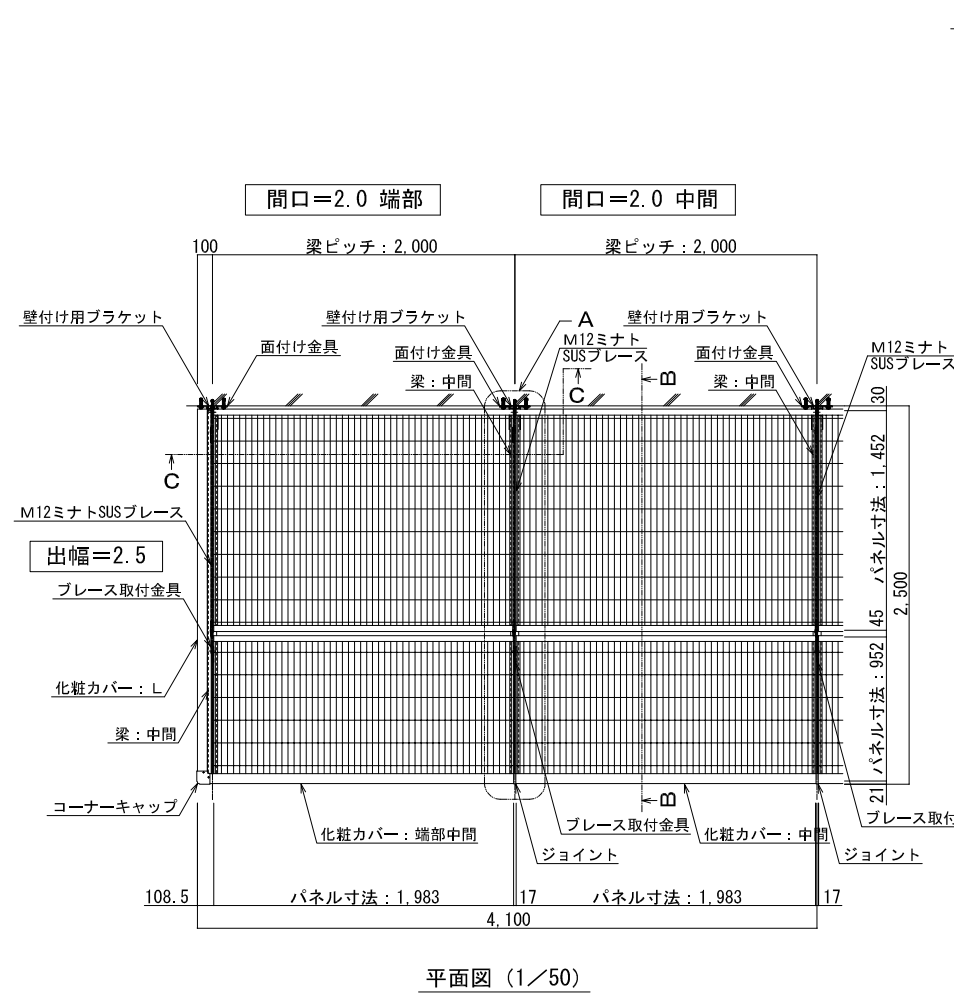 間口=2.0 端部
間口=2.0 中間
100
梁ピッチ:2,000
梁ピッチ:2,000
壁付け用ブラケット
面付け金具
壁付け用ブラケット
A
M12ミナト
SUSブレース
面付け金具
梁:中間
C
B
壁付け用ブラケット
面付け金具
梁:中間
M12ミナト
SUSブレース
30
C
パネル寸法:1,452
M12ミナトSUSブレース
出幅=2.5
2,500
ブレース取付金具
45
化粧カバー:L
パネル寸法:952
梁:中間
コーナーキャップ
B
21
化粧カバー:端部中間
ブレース取付金具
化粧カバー:中間
ブレース取付
ジョイント
ジョイント
108.5
パネル寸法:1,983
17
パネル寸法:1,983
17
4,100
平面図(1/50)